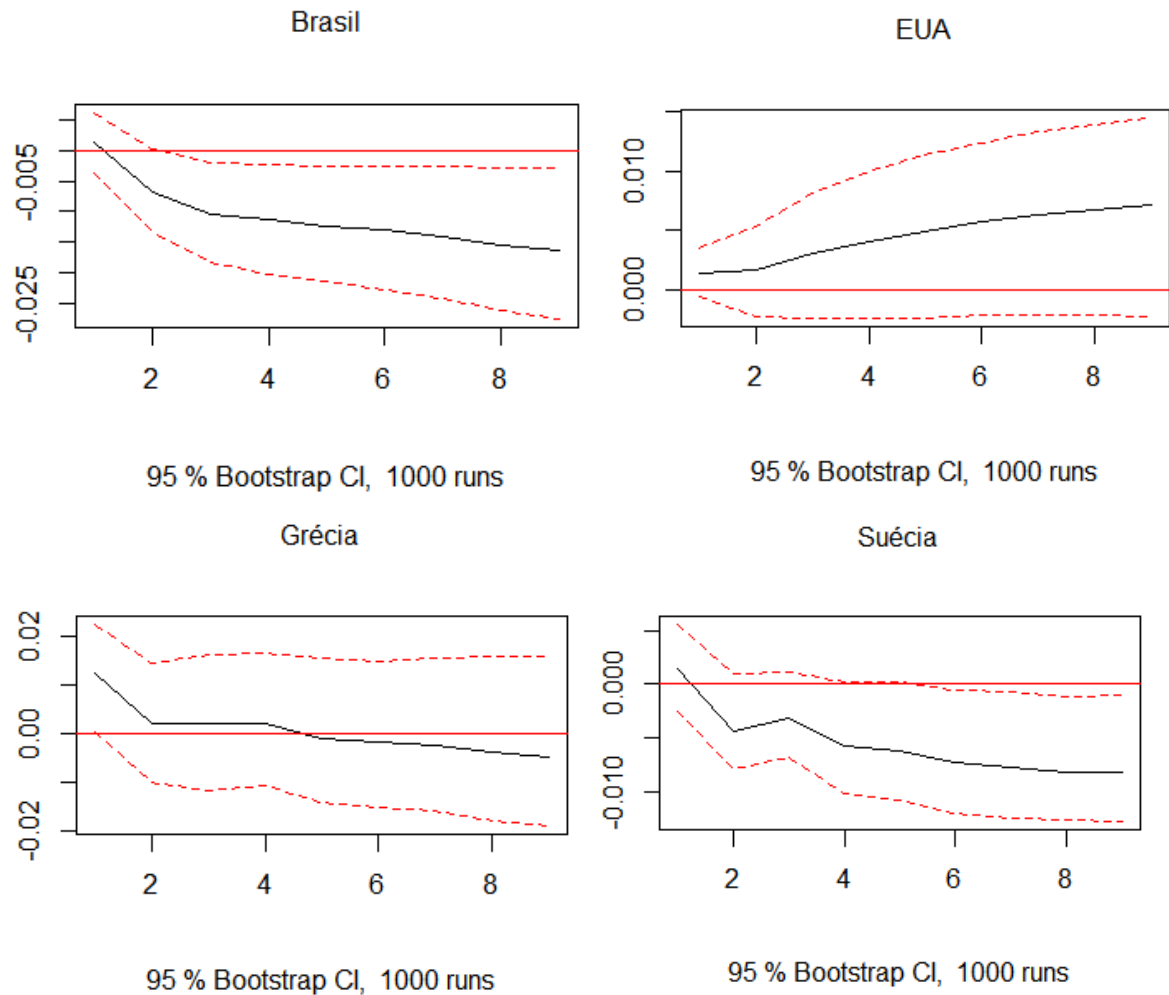 Brasil
-0.005
-0.025
2 4 6 8
95 % Bootstrap CI, 1000 runs
EUA
0.010
0.000
2 4 6 8
95 % Bootstrap CI, 1000 runs
Grécia
0.02
0.00
-0.02
2 4 6 8
95 % Bootstrap CI, 1000 runs
Suécia
0.000
-0.010
2 4 6 8
95 % Bootstrap CI, 1000 runs